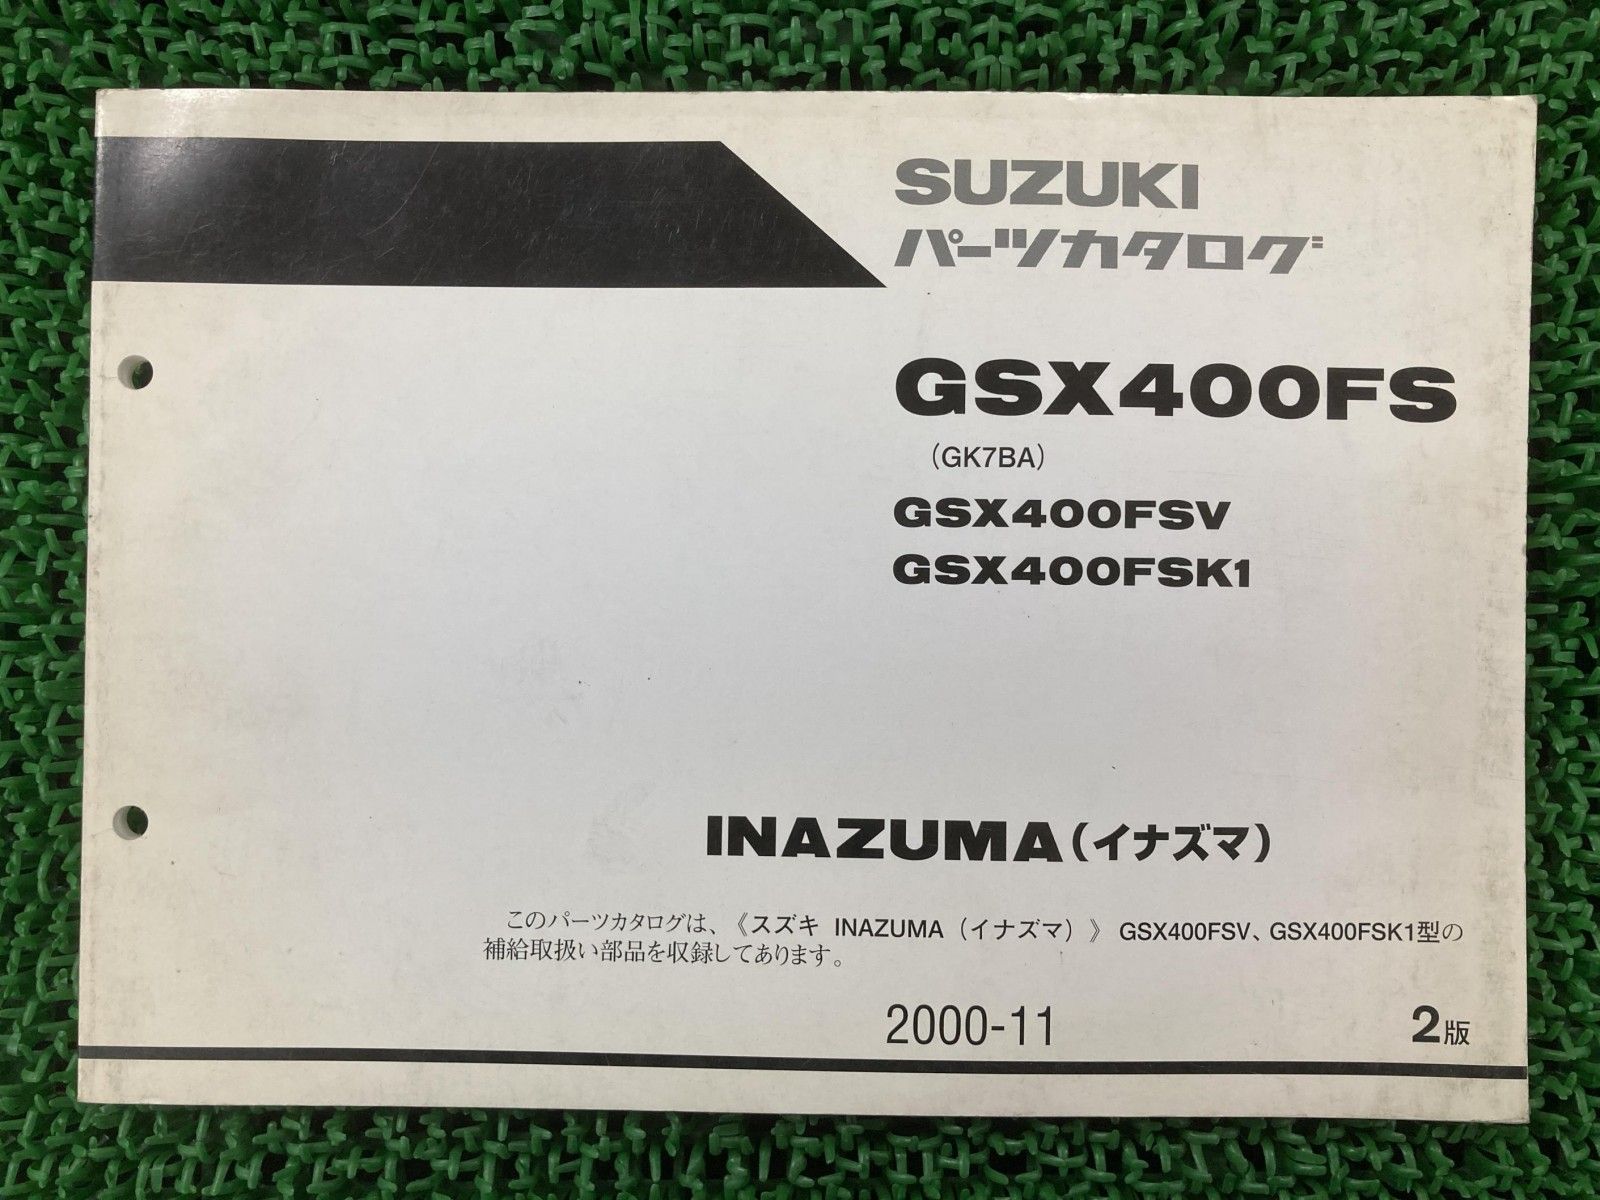 SUZUKI
パーツカタログ
GSX400FS
(GK7BA)
GSX400FSV
GSX400FSK1
INAZUMA(イナズマ)
このパーツカタログは、《スズキ INAZUMA (イナズマ) 》 GSX400FSV、GSX400FSK1型の
補給取扱い部品を収録してあります。
2000-11 2版